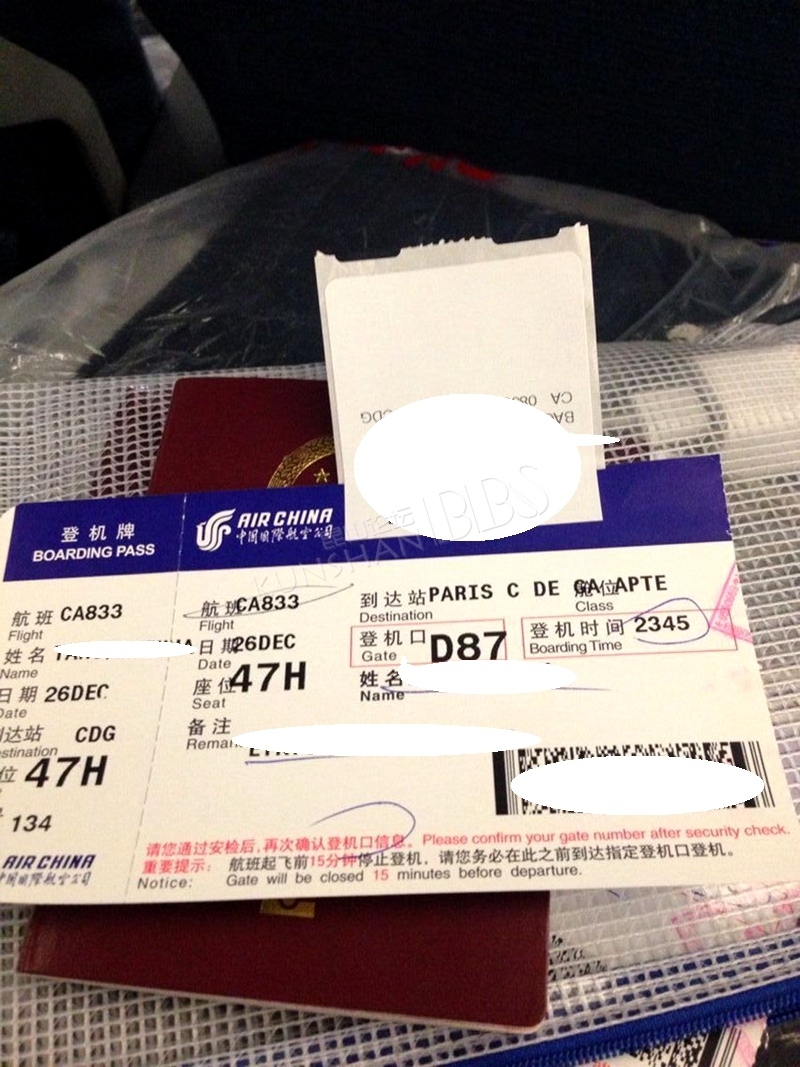 CA 08
BA CDG
登机牌
BOARDING PASS
AIR CHINA
中国国际航空公司
KUNSHAN BBS
航班 CA833
Flight
姓名
Name
日期 26DEC
Date
到达站 CDG
Destination
位 47H
134
AIR CHINA
中国国际航空公司
航班 CA833
Flight
日期 26DEC
Date
座位 47H
Seat
备注
到达站 PARIS C DE GA APTE
Destination
舱位
Class
登机口 D87
Gate
登机时间 2345
Boarding Time
姓名
Name
请您通过安检后,再次确认登机口信息。 Please confirm your gate number after security check.
重要提示: 航班起飞前15分钟停止登机,请您务必在此之前到达指定登机口登机。
Notice: Gate will be closed 15 minutes before departure.